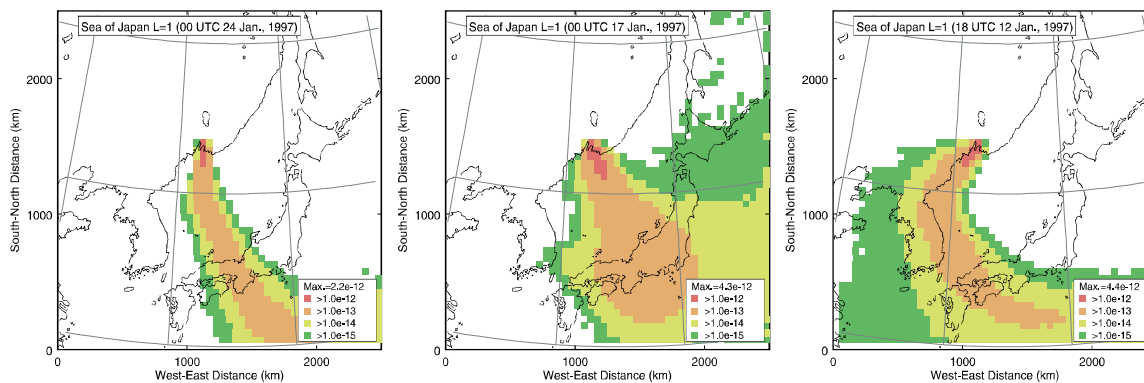 Sea of Japan L=1 (00 UTC 24 Jan., 1997)
South-North Distance (km)
2000
1000
0
Max.=2.2e-12
>1.0e-12
>1.0e-13
>1.0e-14
>1.0e-15
0
1000
2000
West-East Distance (km)
Sea of Japan L=1 (00 UTC 17 Jan., 1997)
South-North Distance (km)
2000
1000
0
Max.=4.3e-12
>1.0e-12
>1.0e-13
>1.0e-14
>1.0e-15
0
1000
2000
West-East Distance (km)
Sea of Japan L=1 (18 UTC 12 Jan., 1997)
South-North Distance (km)
2000
1000
0
Max.=4.4e-12
>1.0e-12
>1.0e-13
>1.0e-14
>1.0e-15
0
1000
2000
West-East Distance (km)